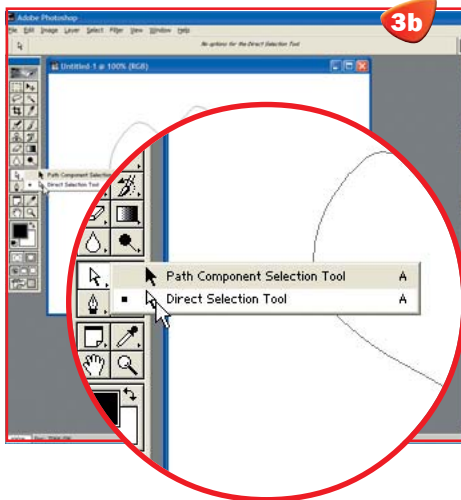 Adobe Photoshop
3b
File Edit Image Layer Select Filter View Window Help
No options for the Direct Selection Tool
Untitled-1 @ 100% (RGB)
Path Component Selection
Direct Selection Tool
Path Component Selection Tool A
Direct Selection Tool A